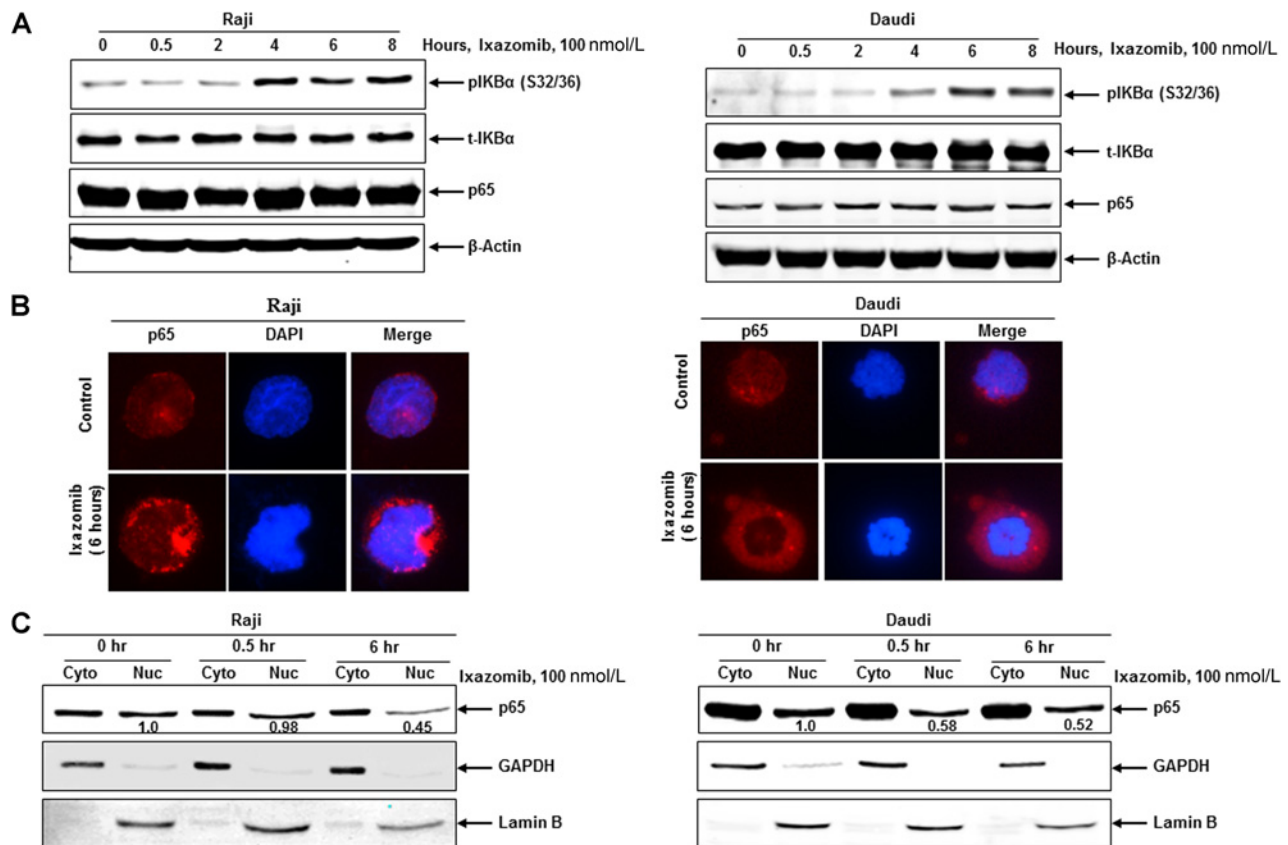 A
Raji
0 0.5 2 4 6 8 Hours, Ixazomib, 100 nmol/L
pIKBα (S32/36)
t-IKBα
p65
β-Actin
Daudi
0 0.5 2 4 6 8 Hours, Ixazomib, 100 nmol/L
pIKBα (S32/36)
t-IKBα
p65
β-Actin
B
Raji
p65 DAPI Merge
Control
Ixazomib
( 6 hours)
Daudi
p65 DAPI Merge
Control
Ixazomib
( 6 hours)
C
Raji
0 hr 0.5 hr 6 hr
Cyto Nuc Cyto Nuc Cyto Nuc Ixazomib, 100 nmol/L
p65
1.0 0.98 0.45
GAPDH
Lamin B
Daudi
0 hr 0.5 hr 6 hr
Cyto Nuc Cyto Nuc Cyto Nuc Ixazomib, 100 nmol/L
p65
1.0 0.58 0.52
GAPDH
Lamin B